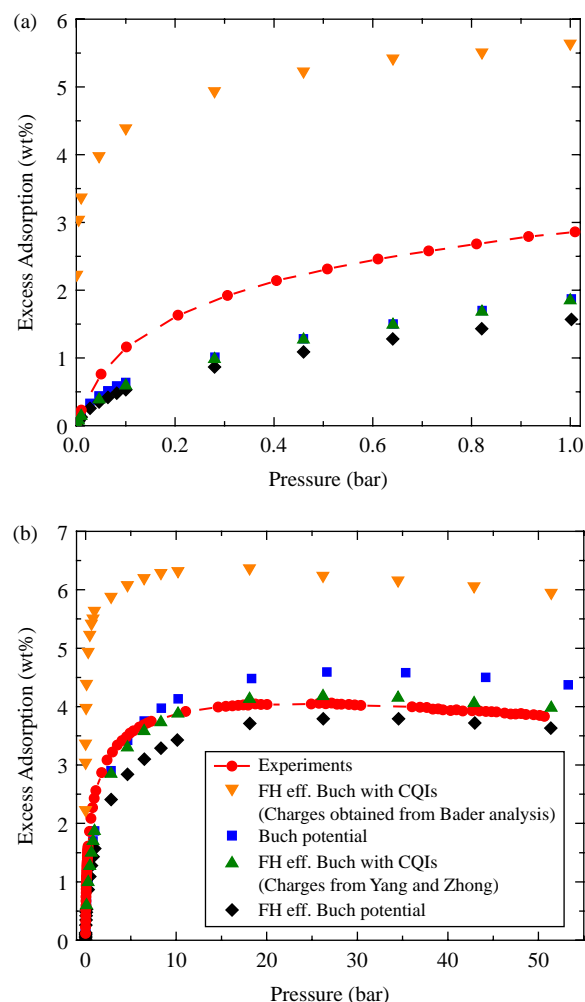 (a)
6
5
4
3
2
1
0
Excess Adsorption (wt%)
0.0 0.2 0.4 0.6 0.8 1.0
Pressure (bar)
(b)
7
6
5
4
3
2
1
0
Excess Adsorption (wt%)
Experiments
FH eff. Buch with CQIs
(Charges obtained from Bader analysis)
Buch potential
FH eff. Buch with CQIs
(Charges from Yang and Zhong)
FH eff. Buch potential
0 10 20 30 40 50
Pressure (bar)